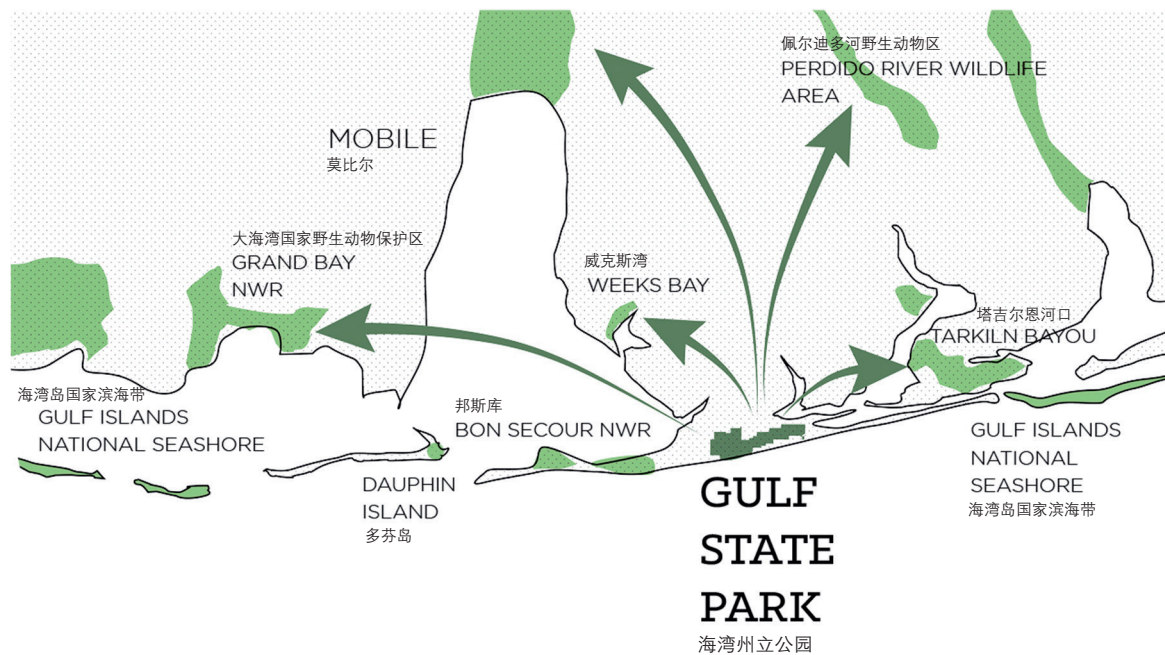 佩尔迪多河野生动物区
PERDIDO RIVER WILDLIFE
AREA
MOBILE
莫比尔
大海湾国家野生动物保护区
GRAND BAY
NWR
威克斯湾
WEEKS BAY
塔吉尔恩河口
TARKILN BAYOU
海湾岛国家滨海带
GULF ISLANDS
NATIONAL SEASHORE
邦斯库
BON SECOUR NWR
DAUPHIN
ISLAND
多芬岛
GULF ISLANDS
NATIONAL
SEASHORE
海湾岛国家滨海带
GULF
STATE
PARK
海湾州立公园